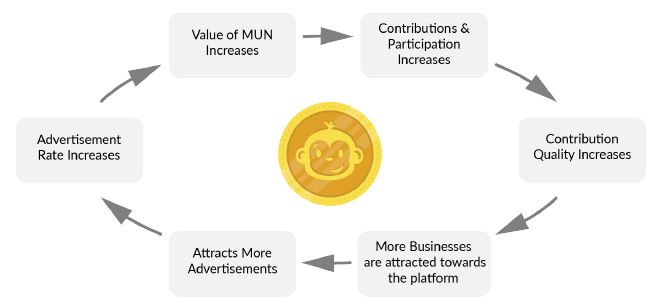 Value of MUN
Increases
Contributions &
Participation
Increases
Contribution
Quality Increases
More Businesses
are attracted towards
the platform
Attracts More
Advertisements
Advertisement
Rate Increases